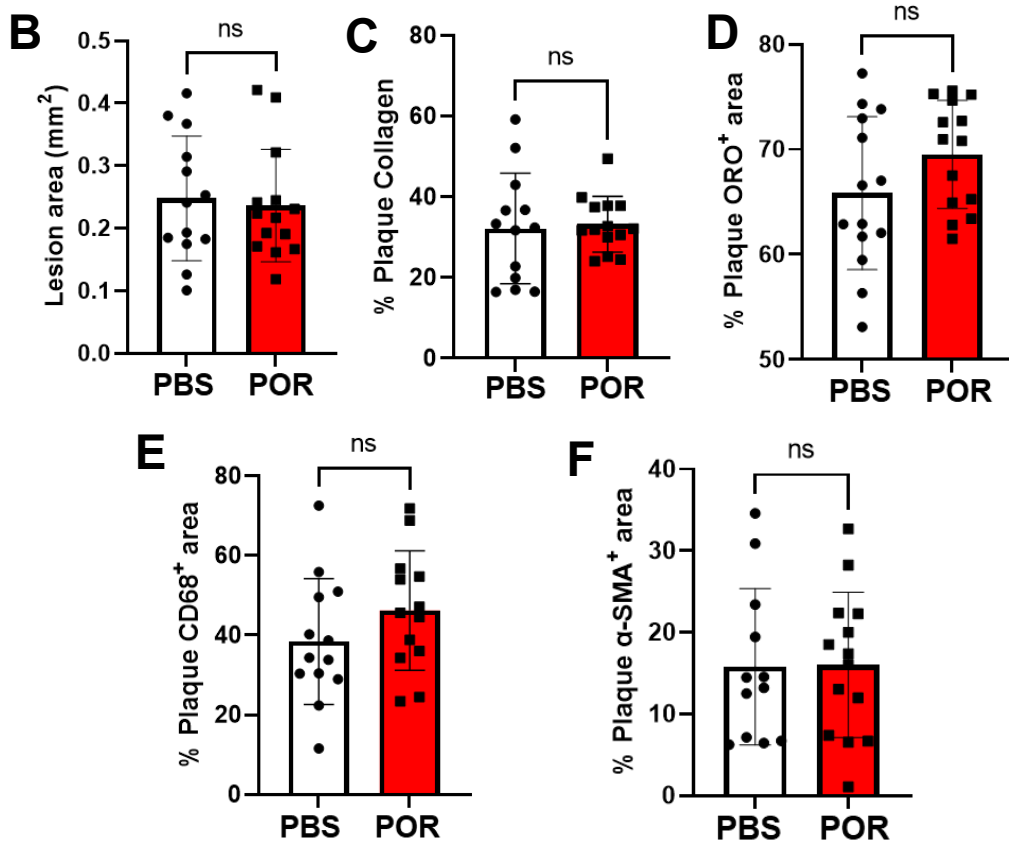 B
Lesion area (mm²)
0.5
0.4
0.3
0.2
0.1
0.0
ns
PBS POR
C
% Plaque Collagen
80
60
40
20
0
ns
PBS POR
D
% Plaque ORO⁺ area
80
70
60
50
ns
PBS POR
E
% Plaque CD68⁺ area
80
60
40
20
0
ns
PBS POR
F
% Plaque α-SMA⁺ area
40
30
20
10
0
ns
PBS POR